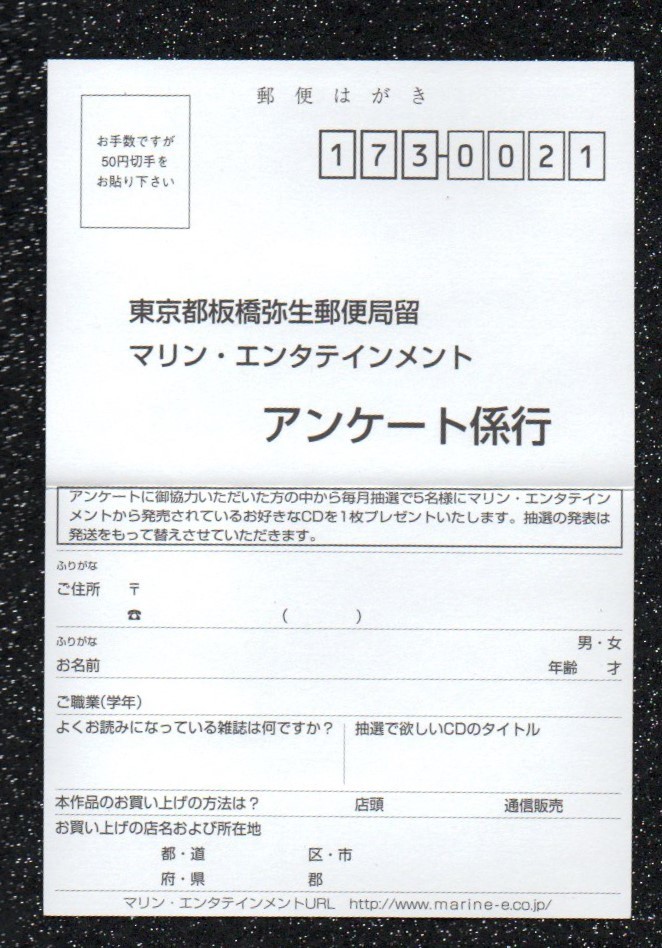 郵便はがき
お手数ですが
50円切手を
お貼り下さい
173-0021
東京都板橋弥生郵便局留
マリン・エンタテインメント
アンケート係行
アンケートに御協力いただいた方の中から毎月抽選で5名様にマリン・エンタテイン
メントから発売されているお好きなCDを1枚プレゼントいたします。抽選の発表は
発送をもって替えさせていただきます。
ふりがな
ご住所 〒
☎ ( )
ふりがな 男・女
お名前 年齢 才
ご職業(学年)
よくお読みになっている雑誌は何ですか？ 抽選で欲しいCDのタイトル
本作品のお買い上げの方法は？ 店頭 通信販売
お買い上げの店名および所在地
都・道 区・市
府・県 郡
マリン・エンタテインメントURL http://www.marine-e.co.jp/